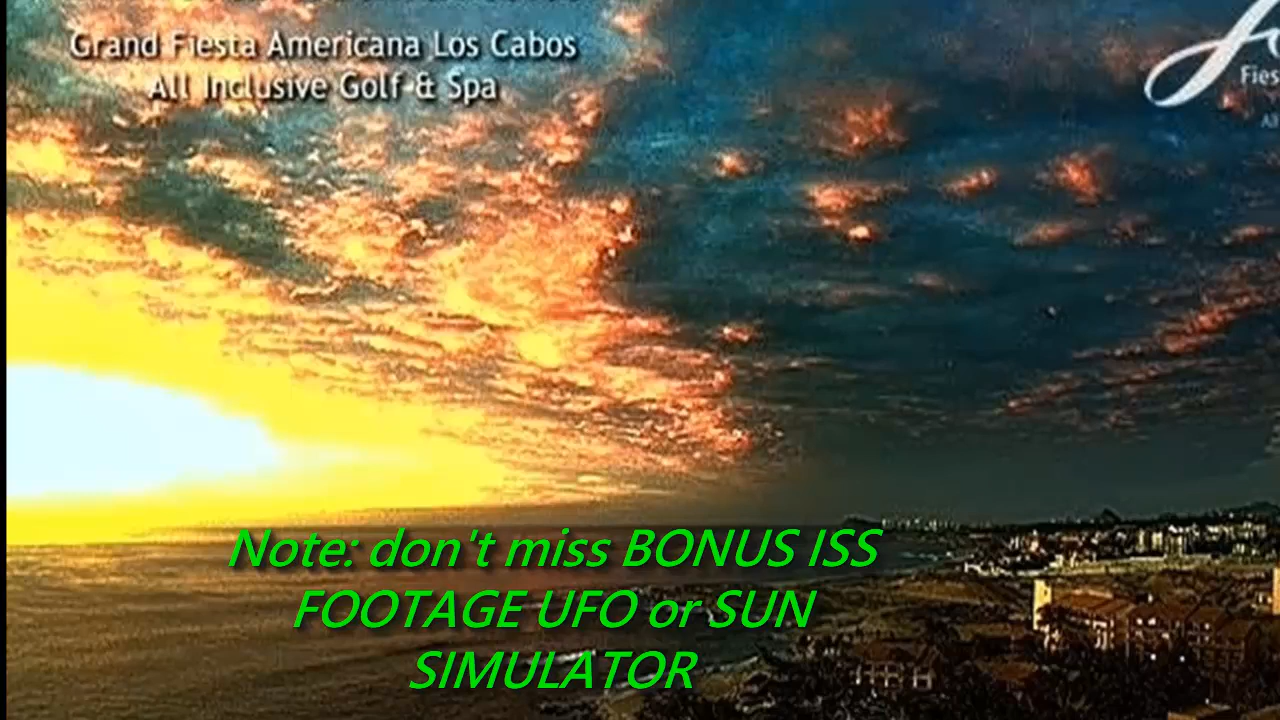 Grand Fiesta Americana Los Cabos
All Inclusive Golf & Spa
Fies
Note: don't miss BONUS ISS
FOOTAGE UFO or SUN
SIMULATOR